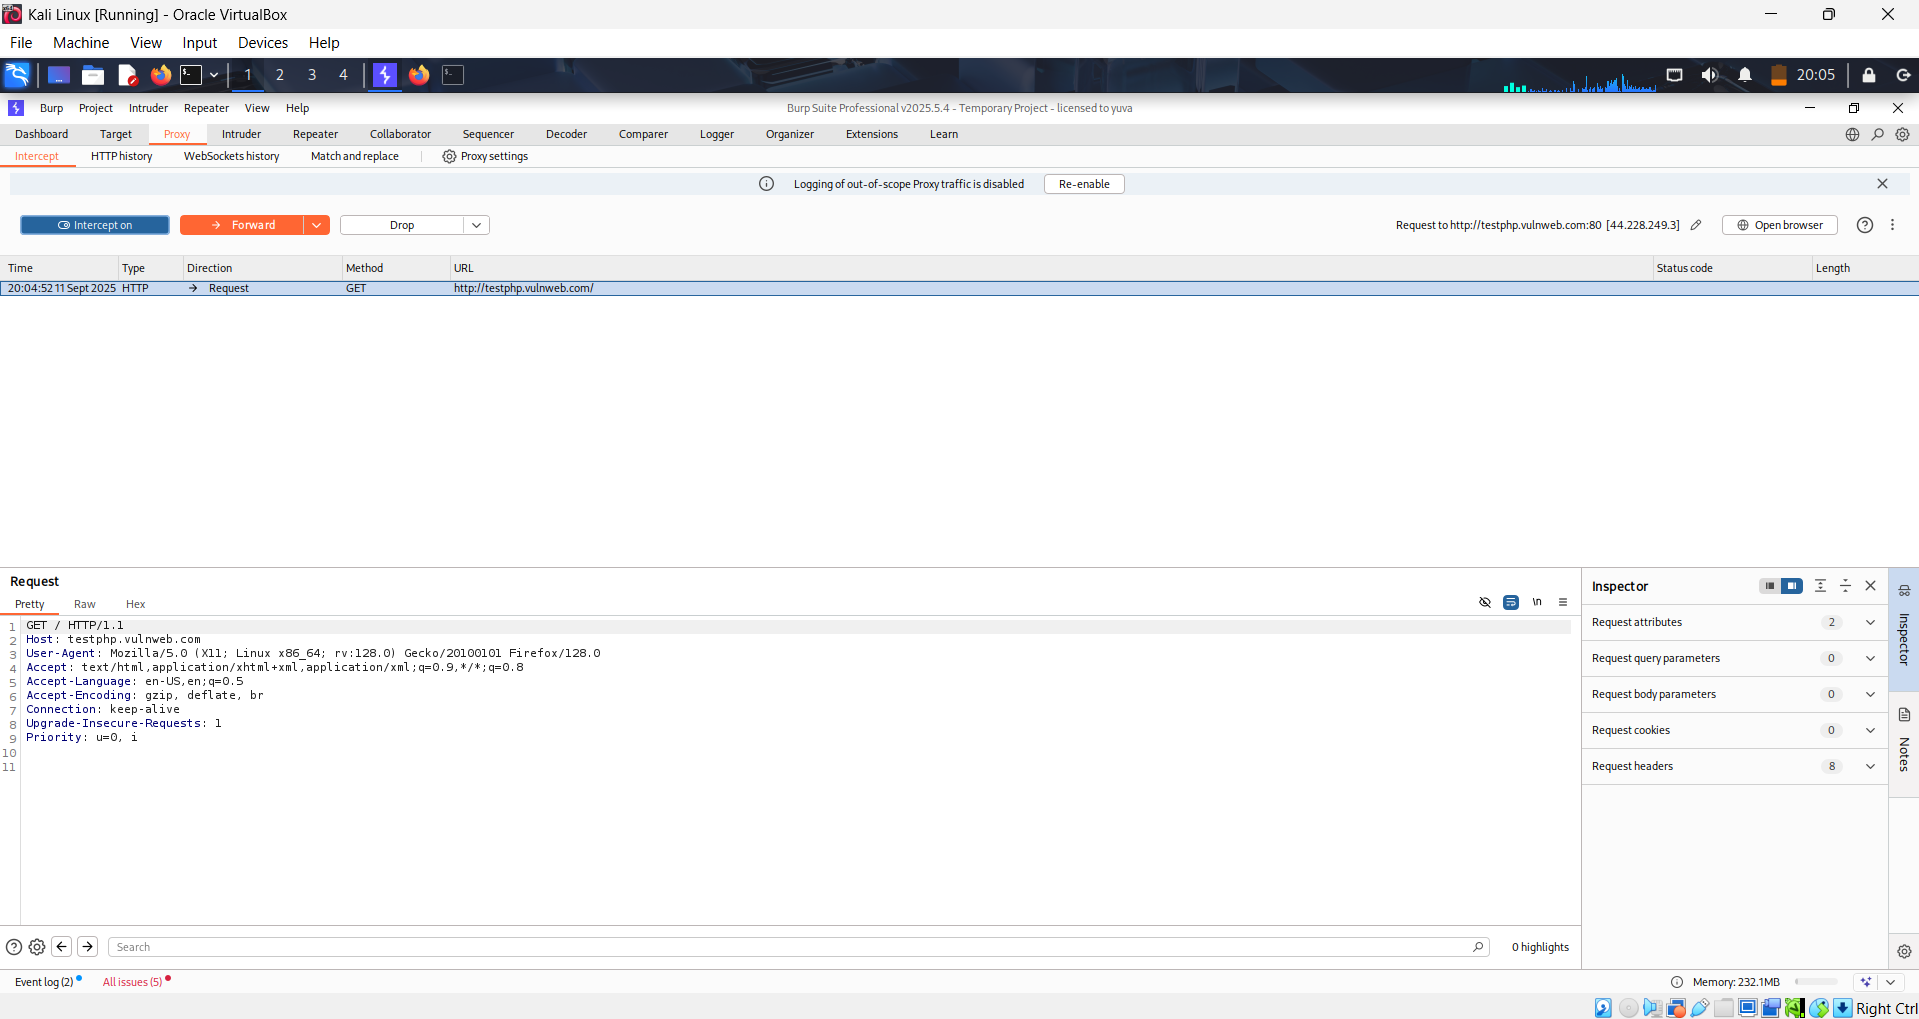 Kali Linux [Running] - Oracle VirtualBox
File Machine View Input Devices Help
1 2 3 4 20:05
Burp Project Intruder Repeater View Help Burp Suite Professional v2025.5.4 - Temporary Project - licensed to yuva
Dashboard Target Proxy Intruder Repeater Collaborator Sequencer Decoder Comparer Logger Organizer Extensions Learn
Intercept HTTP history WebSockets history Match and replace Proxy settings
Logging of out-of-scope Proxy traffic is disabled Re-enable
Intercept on Forward Drop Request to http://testphp.vulnweb.com:80 [44.228.249.3] Open browser
Time Type Direction Method URL Status code Length
20:04:52 11 Sept 2025 HTTP → Request GET http://testphp.vulnweb.com/
Request
Pretty Raw Hex \n
1 GET / HTTP/1.1
2 Host: testphp.vulnweb.com
3 User-Agent: Mozilla/5.0 (X11; Linux x86_64; rv:128.0) Gecko/20100101 Firefox/128.0
4 Accept: text/html,application/xhtml+xml,application/xml;q=0.9,*/*;q=0.8
5 Accept-Language: en-US,en;q=0.5
6 Accept-Encoding: gzip, deflate, br
7 Connection: keep-alive
8 Upgrade-Insecure-Requests: 1
9 Priority: u=0, i
10
11
Inspector
Request attributes 2
Request query parameters 0
Request body parameters 0
Request cookies 0
Request headers 8
Inspector
Notes
Search 0 highlights
Event log (2) All issues (5) Memory: 232.1MB
Right Ctrl